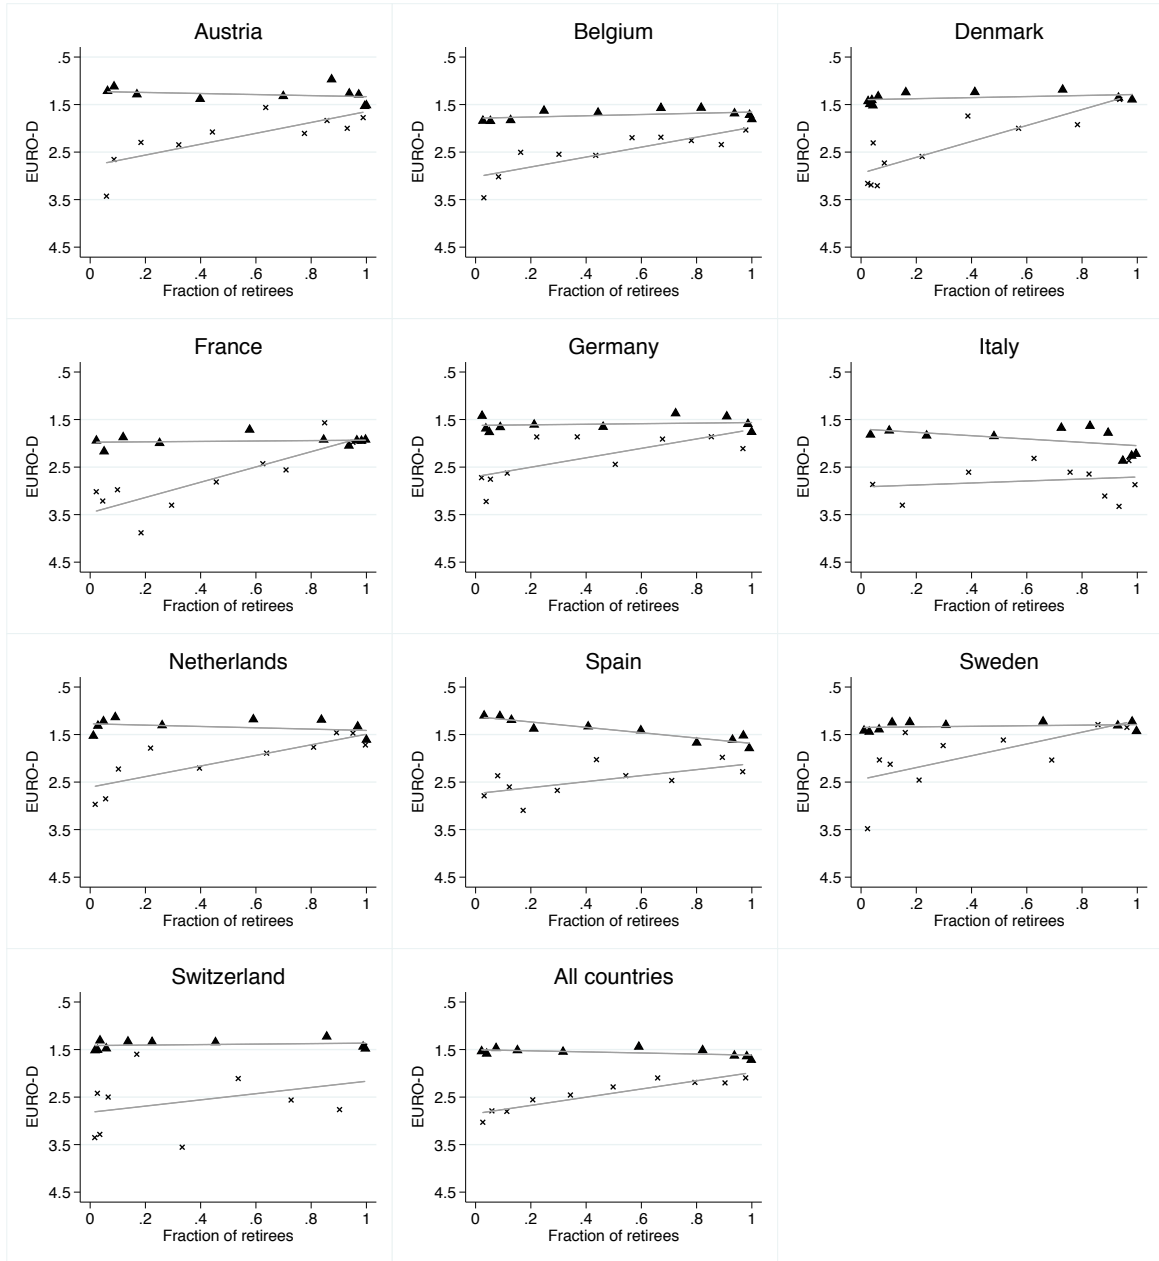 Austria
.5
1.5
2.5
3.5
4.5
EURO-D
0 .2 .4 .6 .8 1
Fraction of retirees
Belgium
.5
1.5
2.5
3.5
4.5
EURO-D
0 .2 .4 .6 .8 1
Fraction of retirees
Denmark
.5
1.5
2.5
3.5
4.5
EURO-D
0 .2 .4 .6 .8 1
Fraction of retirees
France
.5
1.5
2.5
3.5
4.5
EURO-D
0 .2 .4 .6 .8 1
Fraction of retirees
Germany
.5
1.5
2.5
3.5
4.5
EURO-D
0 .2 .4 .6 .8 1
Fraction of retirees
Italy
.5
1.5
2.5
3.5
4.5
EURO-D
0 .2 .4 .6 .8 1
Fraction of retirees
Netherlands
.5
1.5
2.5
3.5
4.5
EURO-D
0 .2 .4 .6 .8 1
Fraction of retirees
Spain
.5
1.5
2.5
3.5
4.5
EURO-D
0 .2 .4 .6 .8 1
Fraction of retirees
Sweden
.5
1.5
2.5
3.5
4.5
EURO-D
0 .2 .4 .6 .8 1
Fraction of retirees
Switzerland
.5
1.5
2.5
3.5
4.5
EURO-D
0 .2 .4 .6 .8 1
Fraction of retirees
All countries
.5
1.5
2.5
3.5
4.5
EURO-D
0 .2 .4 .6 .8 1
Fraction of retirees